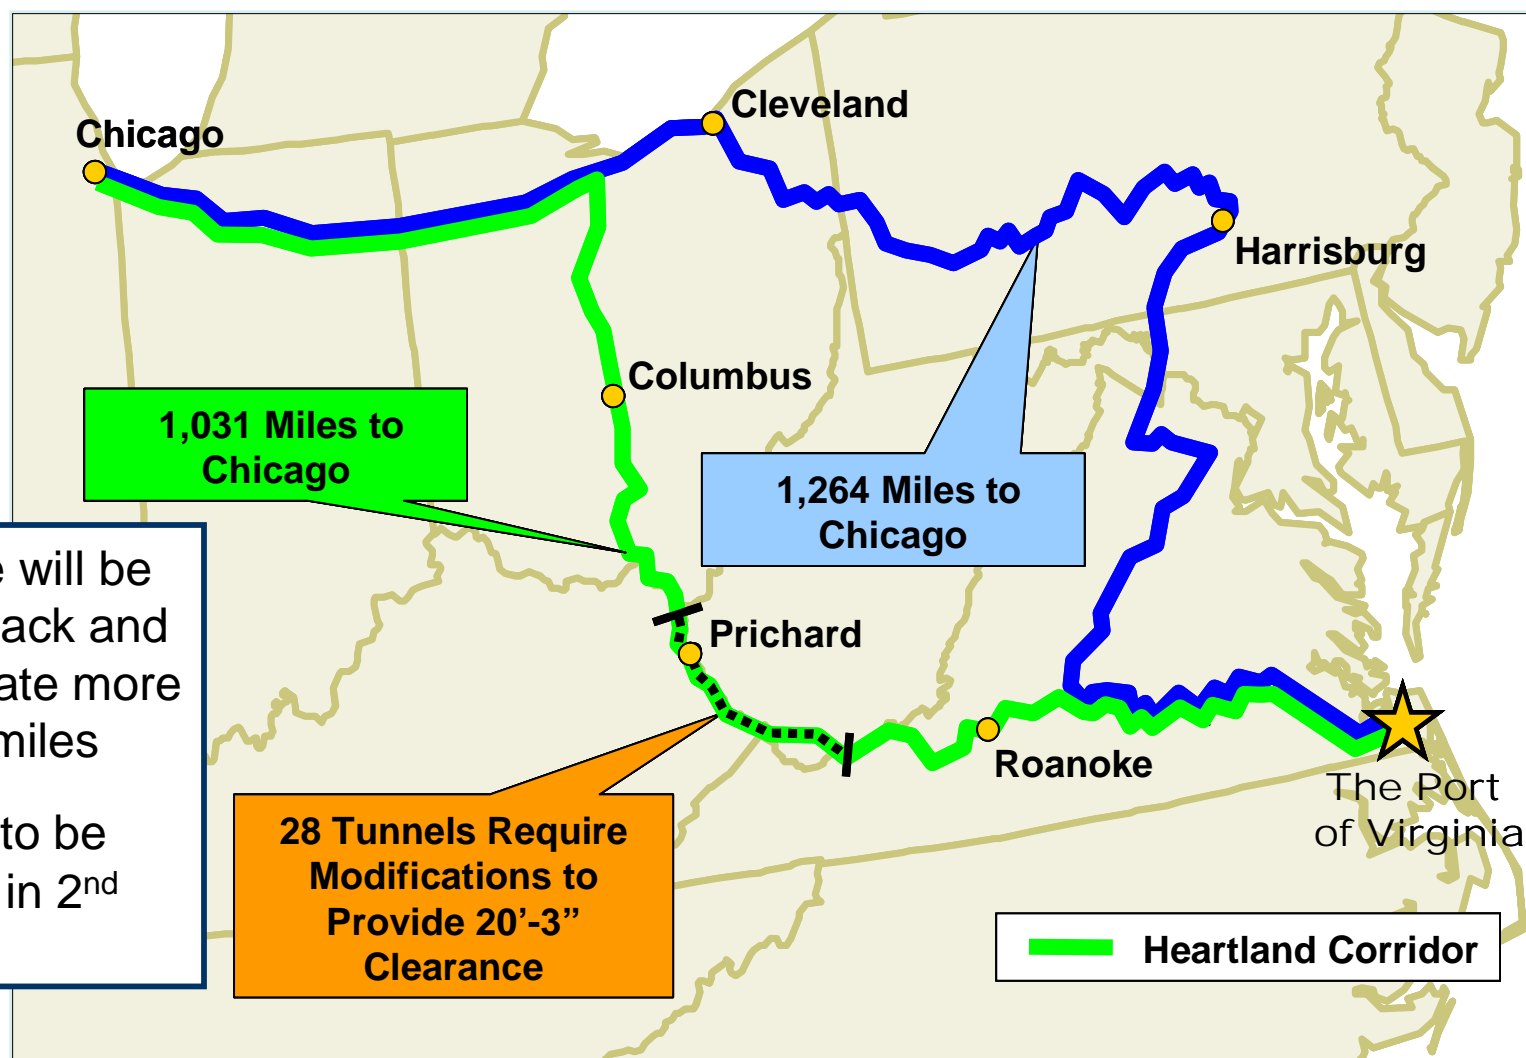 Cleveland
Chicago
Harrisburg
Columbus
1,031 Miles to
Chicago
1,264 Miles to
Chicago
will be
and
more
miles
to be
in 2nd
Prichard
Roanoke
The Port
of Virginia
28 Tunnels Require
Modifications to
Provide 20’-3”
Clearance
Heartland Corridor